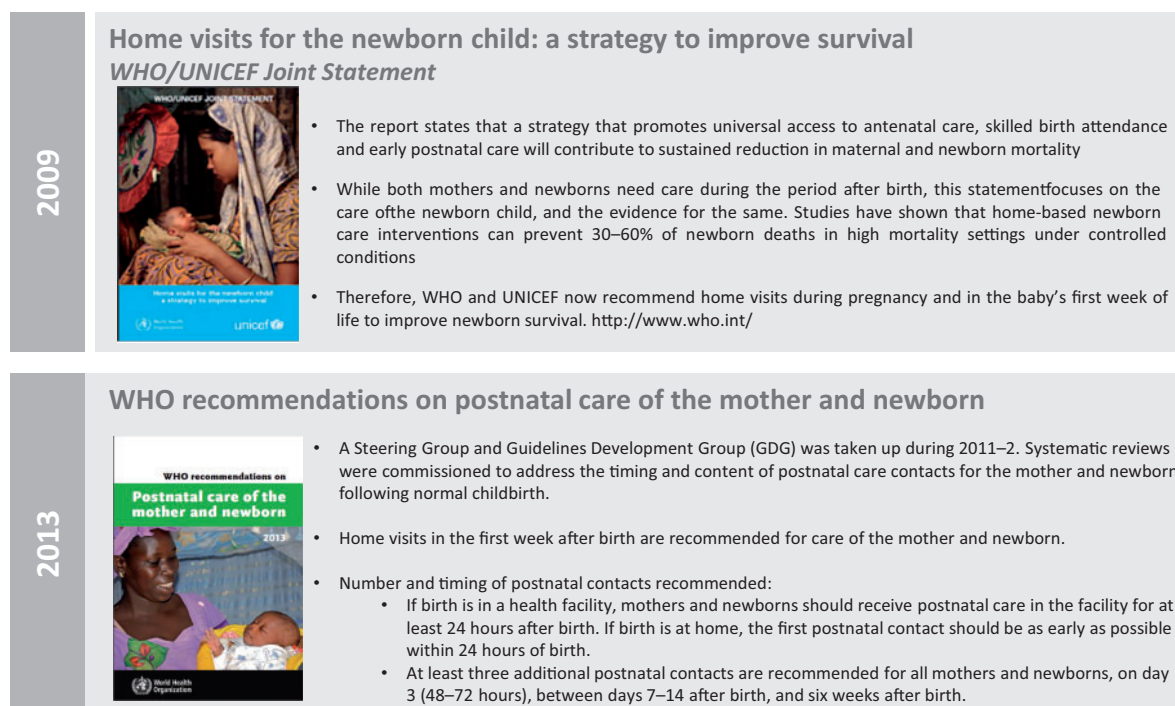 Home visits for the newborn child: a strategy to improve survival
WHO/UNICEF Joint Statement
2009
WHO/UNICEF JOINT STATEMENT
Home visits for the newborn child
a strategy to improve survival
World Health
Organization
unicef
• The report states that a strategy that promotes universal access to antenatal care, skilled birth attendance
and early postnatal care will contribute to sustained reduction in maternal and newborn mortality
• While both mothers and newborns need care during the period after birth, this statementfocuses on the
care ofthe newborn child, and the evidence for the same. Studies have shown that home-based newborn
care interventions can prevent 30–60% of newborn deaths in high mortality settings under controlled
conditions
• Therefore, WHO and UNICEF now recommend home visits during pregnancy and in the baby's first week of
life to improve newborn survival. http://www.who.int/
WHO recommendations on postnatal care of the mother and newborn
2013
WHO recommendations on
Postnatal care of the
mother and newborn
2013
World Health
Organization
• A Steering Group and Guidelines Development Group (GDG) was taken up during 2011–2. Systematic reviews
were commissioned to address the timing and content of postnatal care contacts for the mother and newborn
following normal childbirth.
• Home visits in the first week after birth are recommended for care of the mother and newborn.
• Number and timing of postnatal contacts recommended:
• If birth is in a health facility, mothers and newborns should receive postnatal care in the facility for at
least 24 hours after birth. If birth is at home, the first postnatal contact should be as early as possible
within 24 hours of birth.
• At least three additional postnatal contacts are recommended for all mothers and newborns, on day
3 (48–72 hours), between days 7–14 after birth, and six weeks after birth.